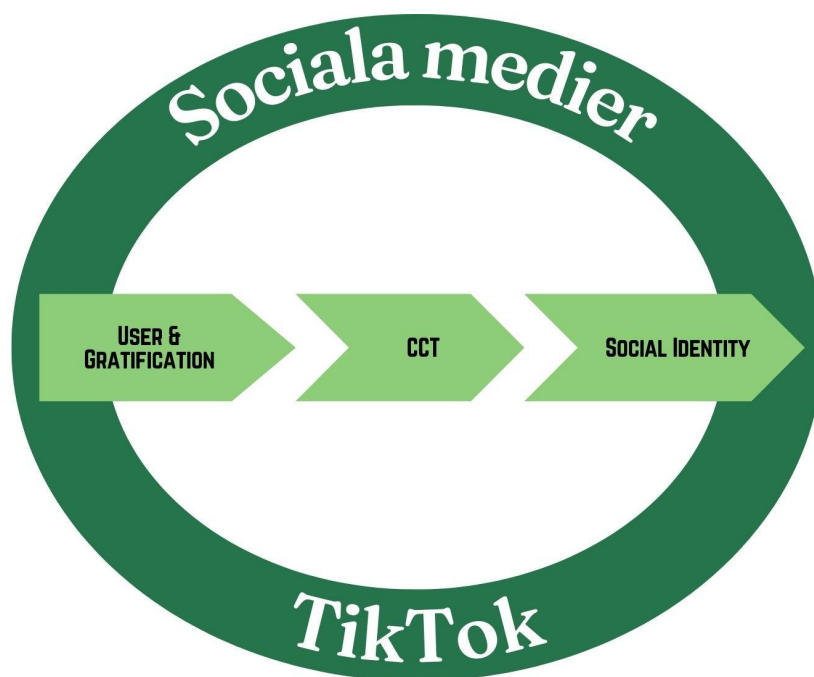 Sociala medier
USER &
GRATIFICATION
CCT
SOCIAL IDENTITY
TikTok